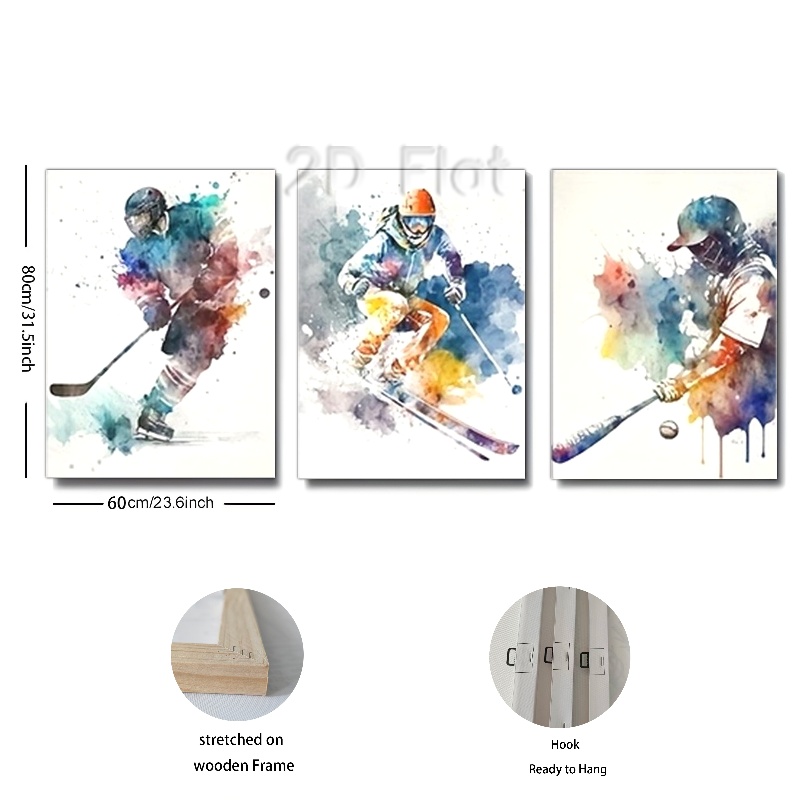 2D Flat
80cm/31.5inch
60cm/23.6inch
stretched on
wooden Frame
Hook
Ready to Hang